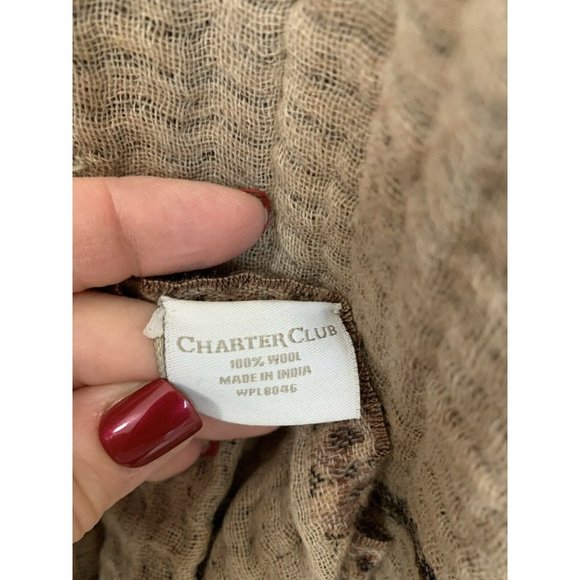 CHARTER CLUB
100% WOOL
MADE IN INDIA
WPL8046